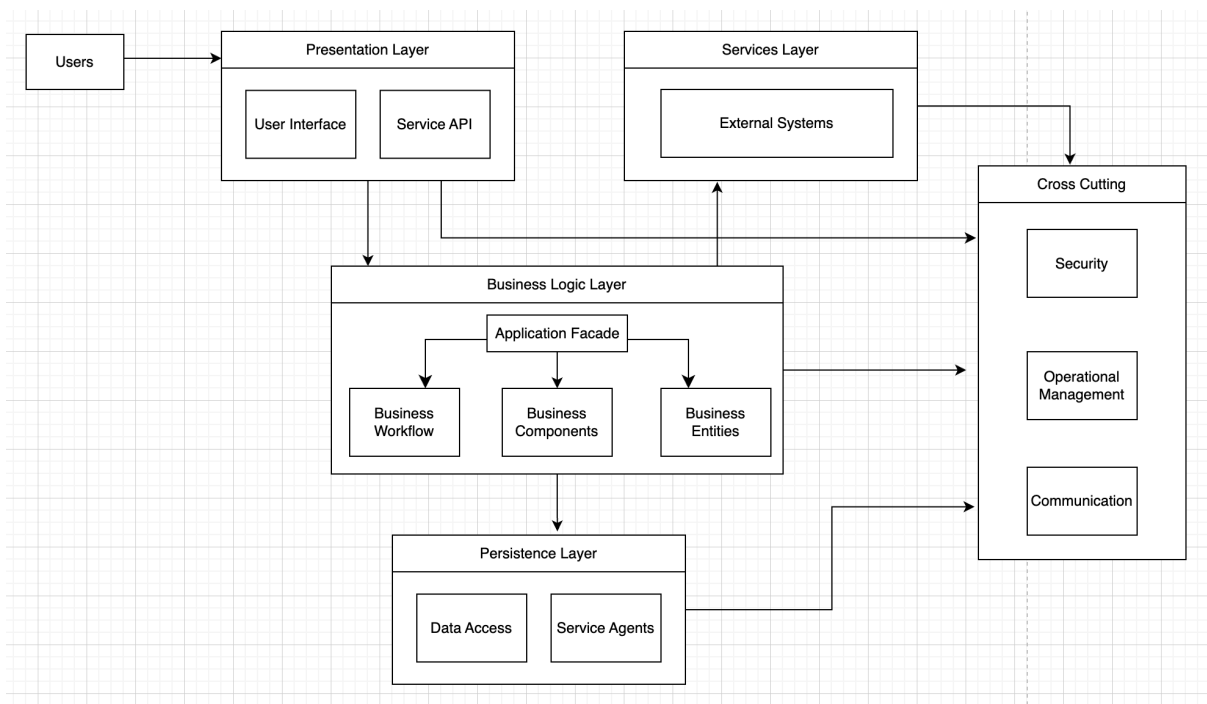 Users
Presentation Layer
User Interface
Service API
Services Layer
External Systems
Cross Cutting
Security
Operational
Management
Communication
Business Logic Layer
Application Facade
Business
Workflow
Business
Components
Business
Entities
Persistence Layer
Data Access
Service Agents